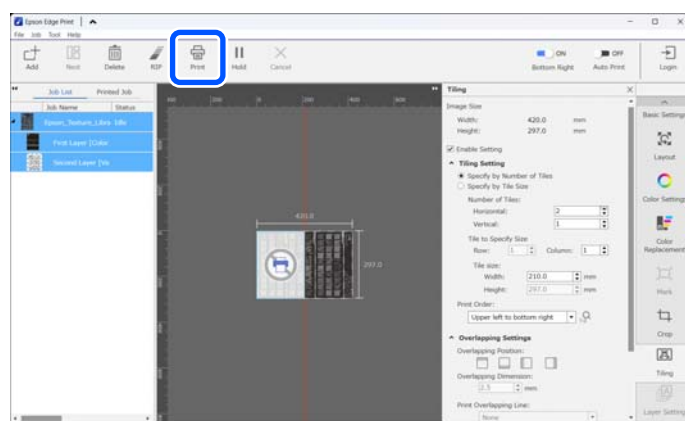 Epson Edge Print
File Job Tool Help
Add Nest Delete RIP Print Hold Cancel
ON OFF
Bottom Right Auto Print Login
Job List Printed Job
Job Name Status
Epson_Texture_Libra Idle
First Layer [Color
Second Layer [Va
200 0 200 400 600
420.0
297.0
Tiling
Image Size
Width: 420.0 mm
Height: 297.0 mm
Enable Setting
Tiling Setting
Specify by Number of Tiles
Specify by Tile Size
Number of Tiles:
Horizontal: 2
Vertical: 1
Tile to Specify Size
Row: 1 Column: 1
Tile size:
Width: 210.0 mm
Height: 297.0 mm
Print Order:
Upper left to bottom right
Overlapping Settings
Overlapping Position:
Overlapping Dimension:
2.5 mm
Print Overlapping Line:
None
Basic Settings
Layout
Color Settings
Color
Replacement
Mark
Crop
Tiling
Layer Setting